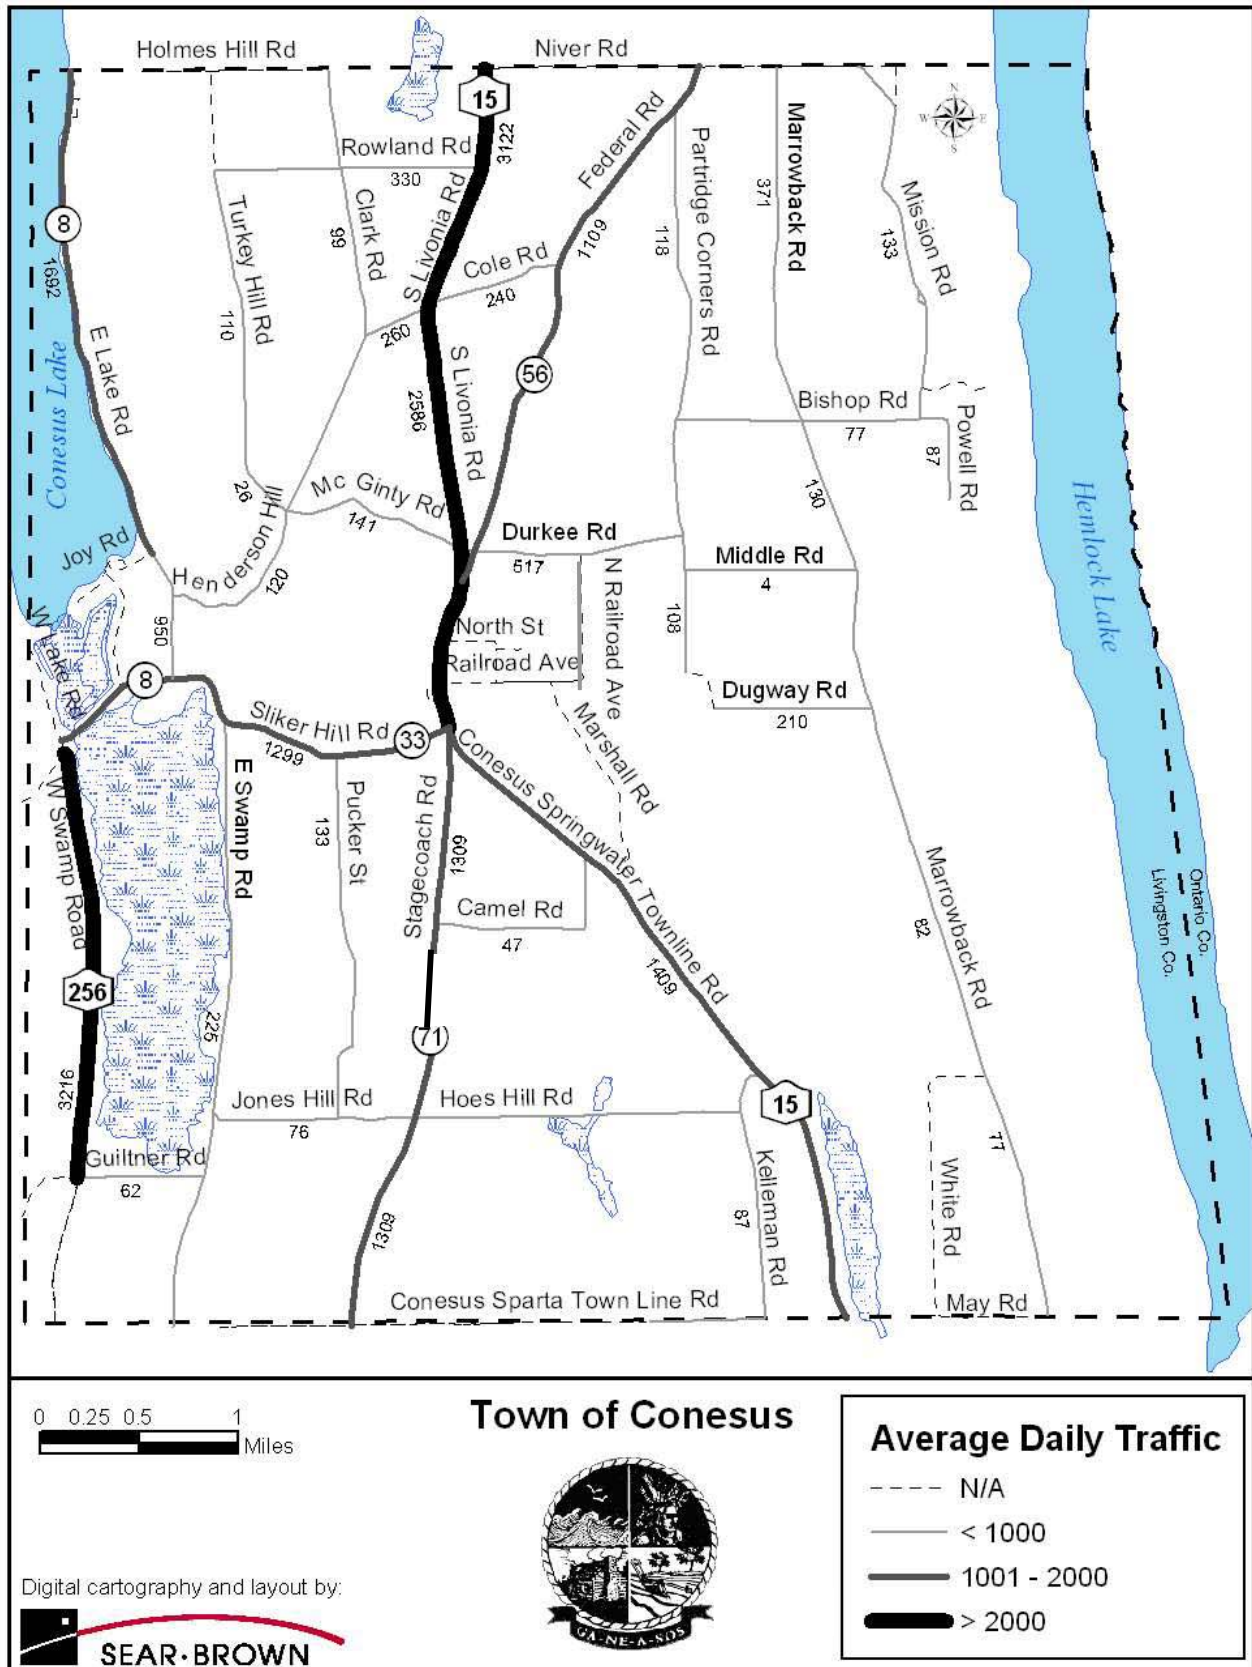 Holmes Hill Rd
Niver Rd
15
3122
Rowland Rd
330
Federal Rd
1109
Partridge Corners Rd
118
Marrowback Rd
371
Mission Rd
133
N
W
E
S
8
1692
E Lake Rd
Conesus Lake
Turkey Hill Rd
110
Clark Rd
99
S Livonia Rd
Cole Rd
240
260
56
S Livonia Rd
2586
Bishop Rd
77
Powell Rd
87
130
26
Mc Ginty Rd
141
Henderson Hill
120
Joy Rd
Durkee Rd
517
Middle Rd
4
Hemlock Lake
N Railroad Ave
108
950
W Lake Rd
North St
Railroad Ave
8
Dugway Rd
210
Sliker Hill Rd
1299
33
Marshall Rd
Conesus Springwater Townline Rd
1409
W Swamp Road
E Swamp Rd
225
Pucker St
133
Stagecoach Rd
1309
Camel Rd
47
Marrowback Rd
82
Ontario Co.
Livingston Co.
256
3216
71
Jones Hill Rd
76
Hoes Hill Rd
15
77
Guiltner Rd
62
1309
Kelleman Rd
87
White Rd
Conesus Sparta Town Line Rd
May Rd
0 0.25 0.5 1
Miles
Town of Conesus
GA-NE-A-SOS
Average Daily Traffic
N/A
< 1000
1001 - 2000
> 2000
Digital cartography and layout by:
SEAR·BROWN